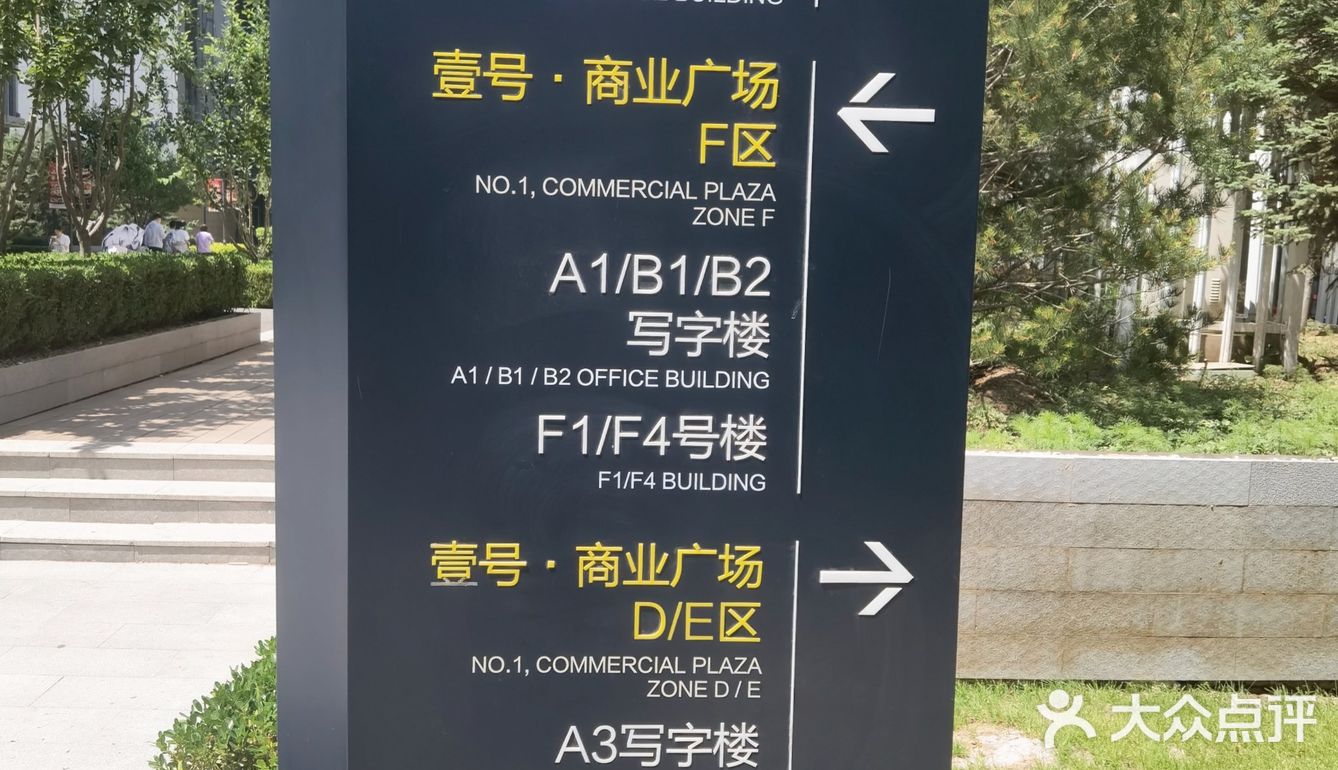 BUILDING
壹号·商业广场
F区
NO.1, COMMERCIAL PLAZA
ZONE F
A1/B1/B2
写字楼
A1 / B1 / B2 OFFICE BUILDING
F1/F4号楼
F1/F4 BUILDING
壹号·商业广场
D/E区
NO.1, COMMERCIAL PLAZA
ZONE D / E
A3写字楼
大众点评